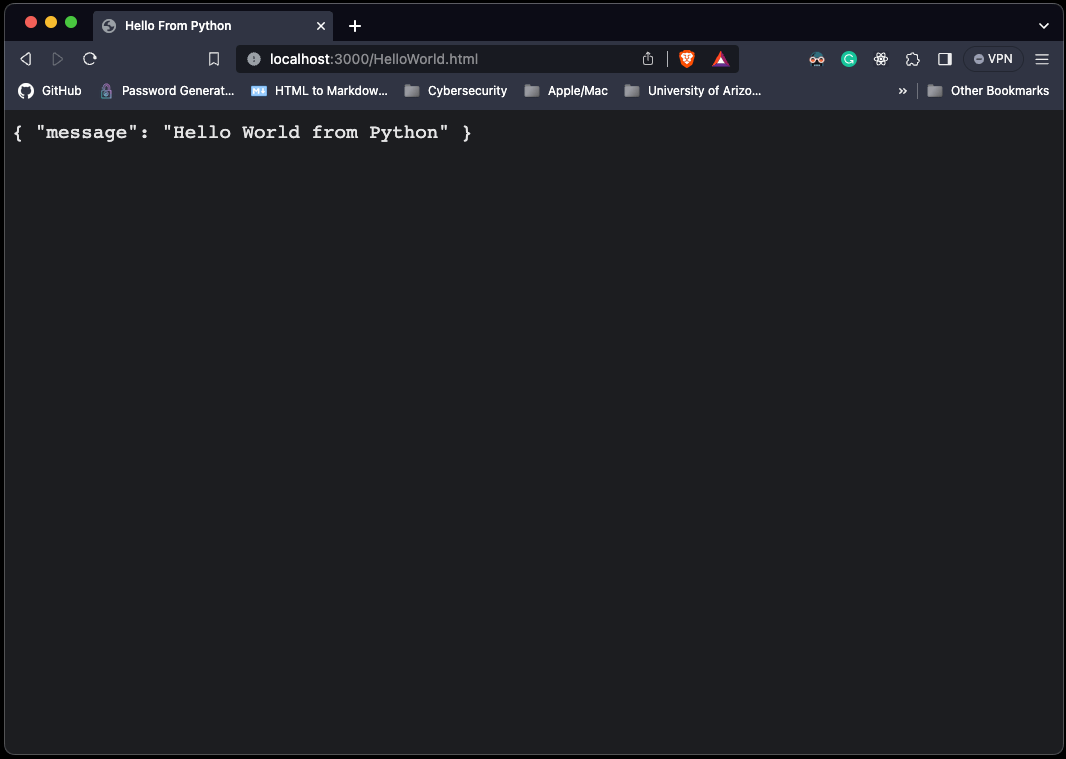 Hello From Python
localhost:3000/HelloWorld.html
VPN
GitHub Password Generat... HTML to Markdow... Cybersecurity Apple/Mac University of Arizo... » Other Bookmarks
{ "message": "Hello World from Python" }